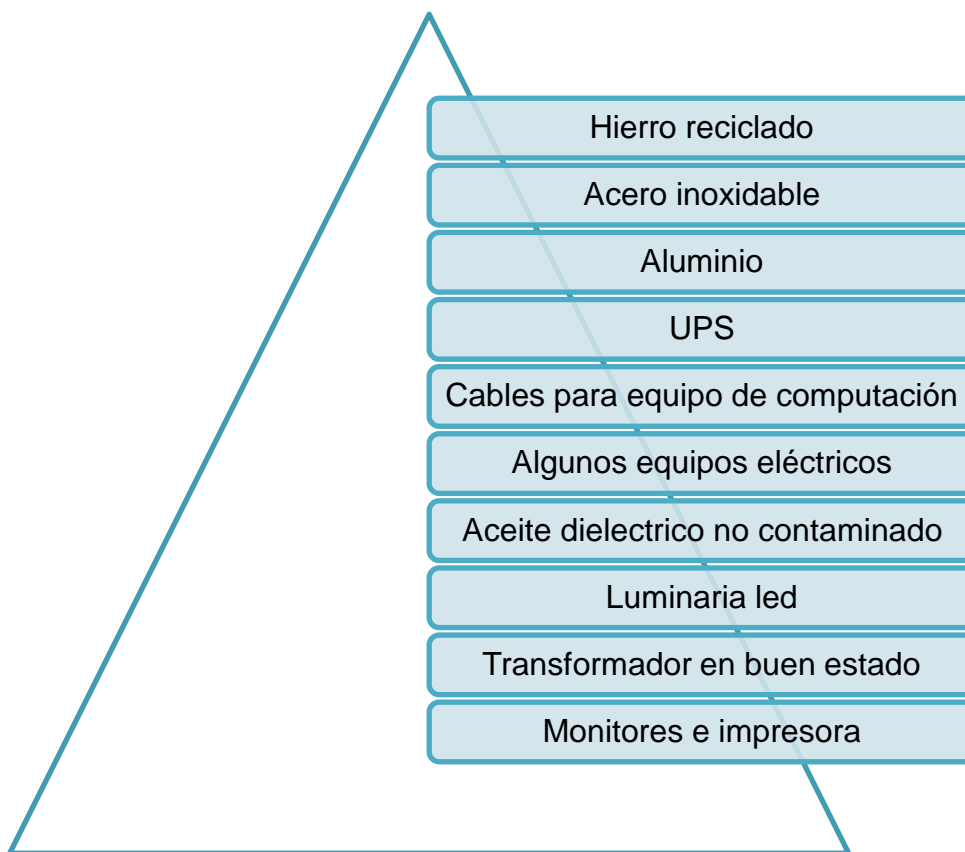 Hierro reciclado
Acero inoxidable
Aluminio
UPS
Cables para equipo de computación
Algunos equipos eléctricos
Aceite dielectrico no contaminado
Luminaria led
Transformador en buen estado
Monitores e impresora